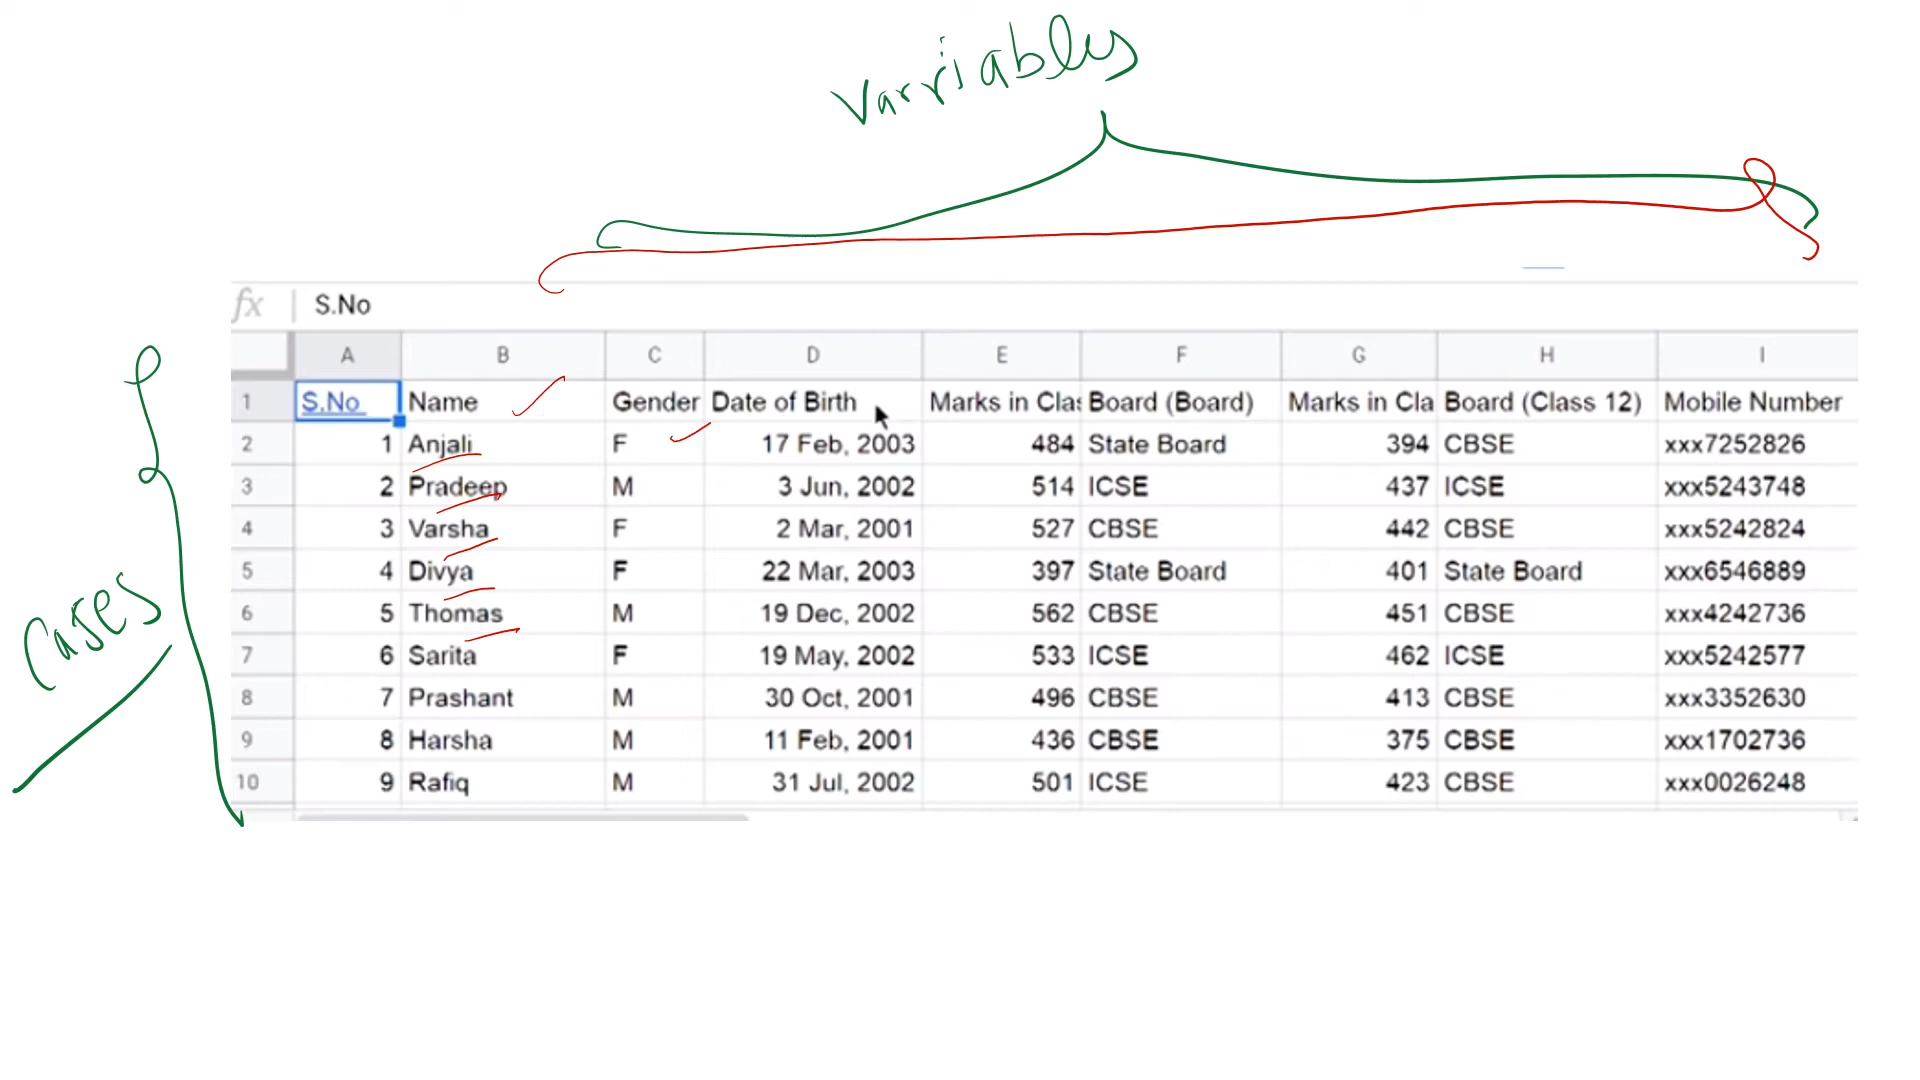 Varriables
fx S.No
A B C D E F G H I
1 S.No Name Gender Date of Birth Marks in Clas Board (Board) Marks in Cla Board (Class 12) Mobile Number
2 1 Anjali F 17 Feb, 2003 484 State Board 394 CBSE xxx7252826
3 2 Pradeep M 3 Jun, 2002 514 ICSE 437 ICSE xxx5243748
4 3 Varsha F 2 Mar, 2001 527 CBSE 442 CBSE xxx5242824
5 4 Divya F 22 Mar, 2003 397 State Board 401 State Board xxx6546889
6 5 Thomas M 19 Dec, 2002 562 CBSE 451 CBSE xxx4242736
7 6 Sarita F 19 May, 2002 533 ICSE 462 ICSE xxx5242577
8 7 Prashant M 30 Oct, 2001 496 CBSE 413 CBSE xxx3352630
9 8 Harsha M 11 Feb, 2001 436 CBSE 375 CBSE xxx1702736
10 9 Rafiq M 31 Jul, 2002 501 ICSE 423 CBSE xxx0026248
Cases